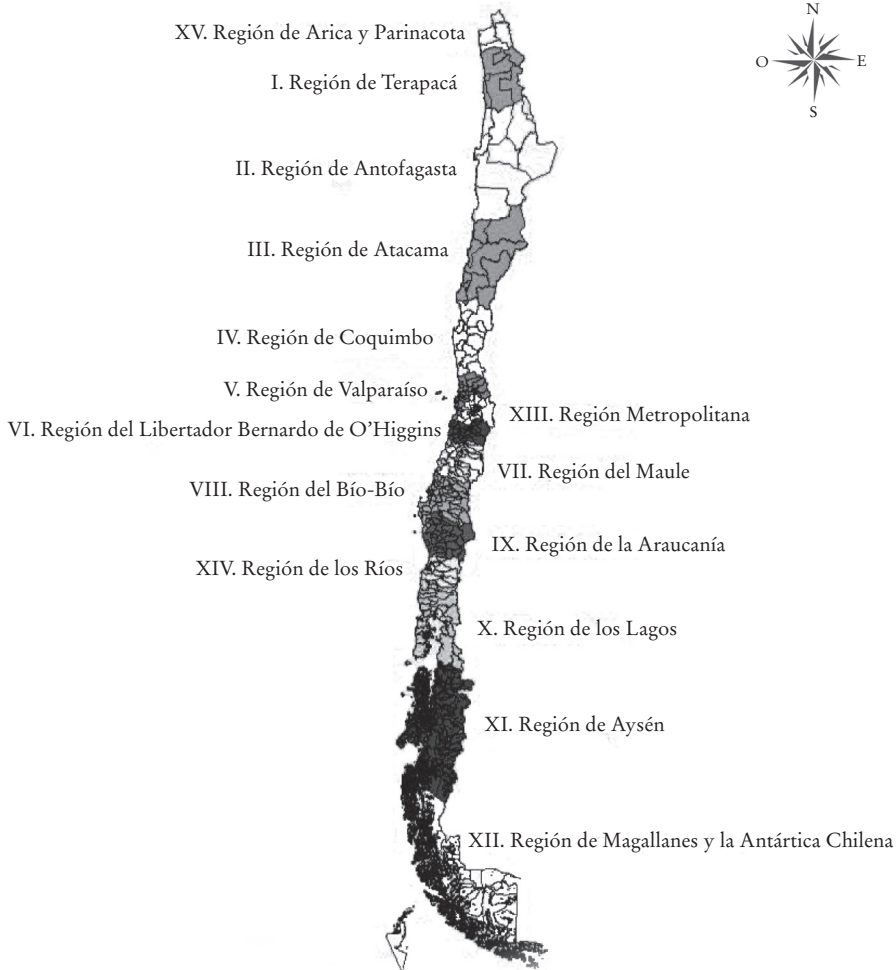 N
XV. Región de Arica y Parinacota
O
E
I. Región de Terapacá
S
II. Región de Antofagasta
III. Región de Atacama
IV. Región de Coquimbo
V. Región de Valparaíso
XIII. Región Metropolitana
VI. Región del Libertador Bernardo de O’Higgins
VII. Región del Maule
VIII. Región del Bío-Bío
IX. Región de la Araucanía
XIV. Región de los Ríos
X. Región de los Lagos
XI. Región de Aysén
XII. Región de Magallanes y la Antártica Chilena